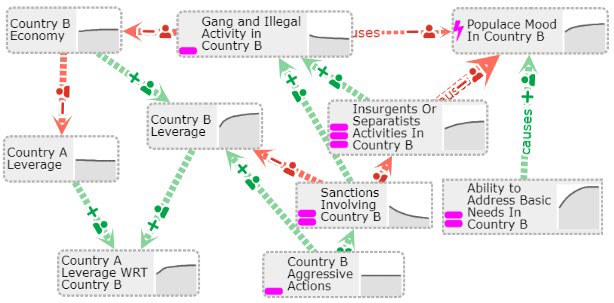 Country B
Economy
Gang and Illegal
Activity in
Country B
uses
Populace Mood
In Country B
Country B
Leverage
Insurgents Or
Separatists
Activities In
Country B
causes
Country A
Leverage
Sanctions
Involving
Country B
Ability to
Address Basic
Needs In
Country B
Country A
Leverage WRT
Country B
Country B
Aggressive
Actions